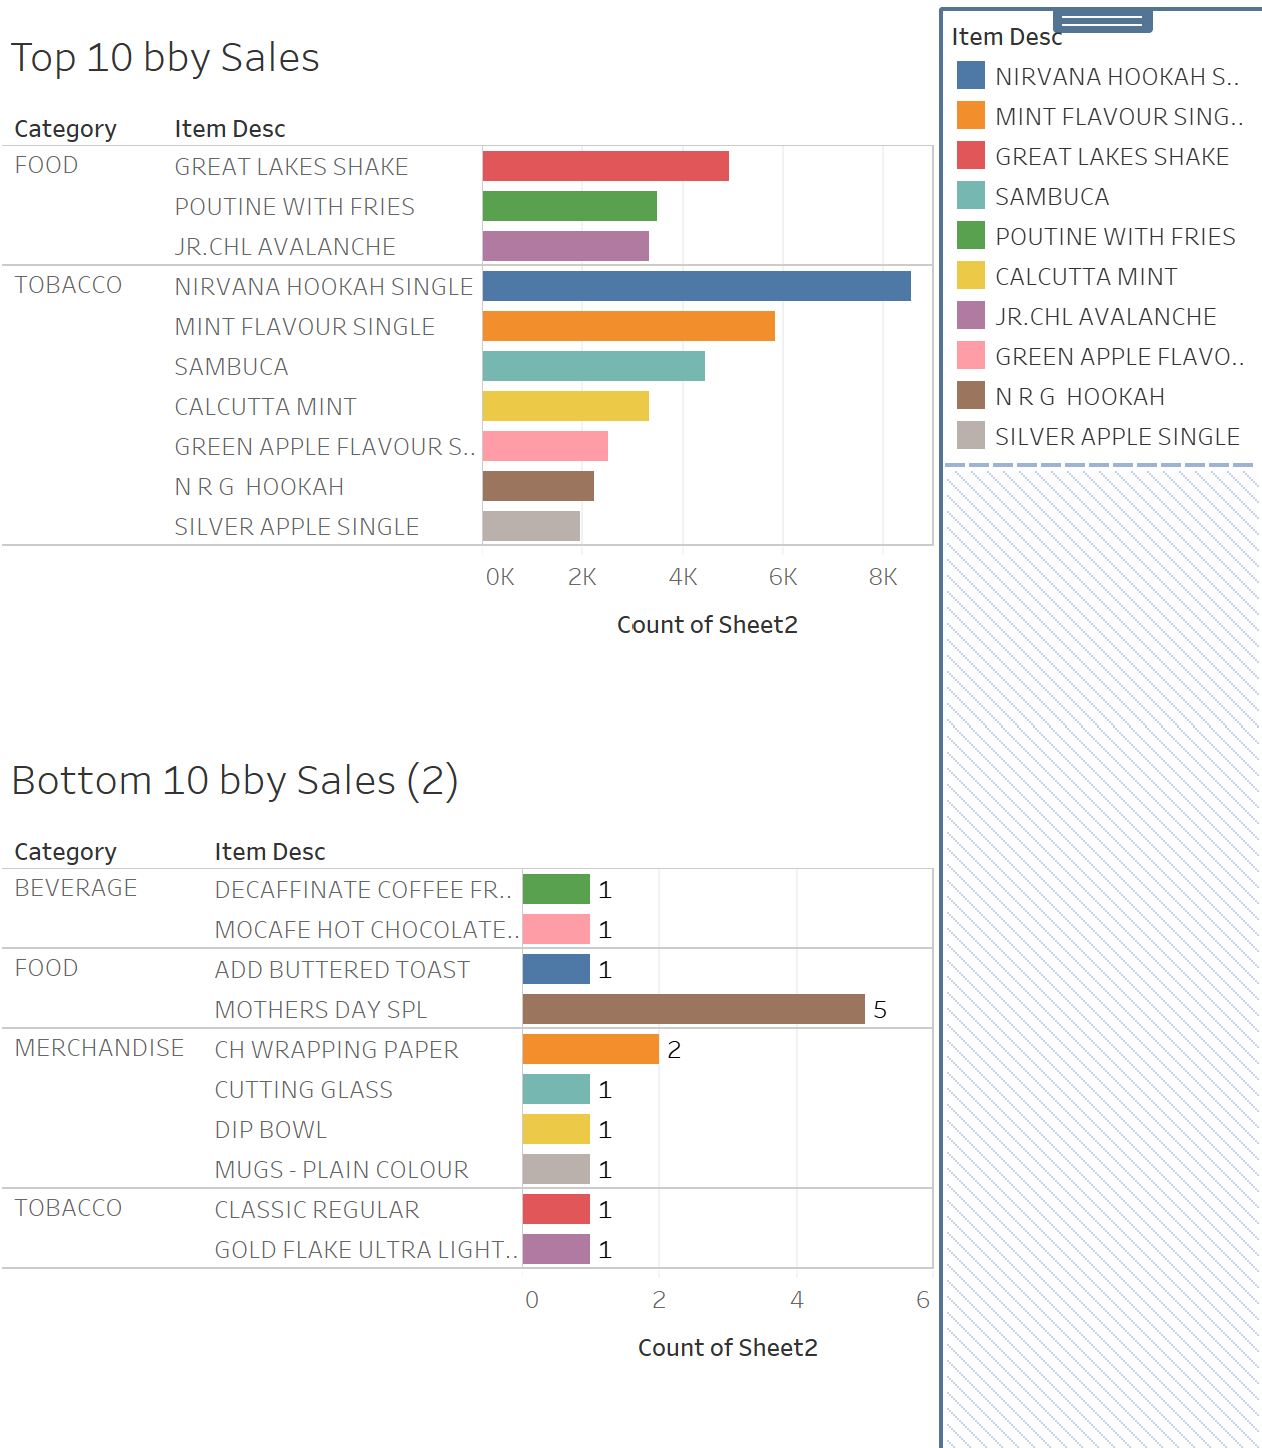 Top 10 bby Sales
Category Item Desc
FOOD GREAT LAKES SHAKE
POUTINE WITH FRIES
JR.CHL AVALANCHE
TOBACCO NIRVANA HOOKAH SINGLE
MINT FLAVOUR SINGLE
SAMBUCA
CALCUTTA MINT
GREEN APPLE FLAVOUR S..
N R G HOOKAH
SILVER APPLE SINGLE
0K 2K 4K 6K 8K
Count of Sheet2
Bottom 10 bby Sales (2)
Category Item Desc
BEVERAGE DECAFFINATE COFFEE FR.. 1
MOCAFE HOT CHOCOLATE.. 1
FOOD ADD BUTTERED TOAST 1
MOTHERS DAY SPL 5
MERCHANDISE CH WRAPPING PAPER 2
CUTTING GLASS 1
DIP BOWL 1
MUGS - PLAIN COLOUR 1
TOBACCO CLASSIC REGULAR 1
GOLD FLAKE ULTRA LIGHT.. 1
0 2 4 6
Count of Sheet2
Item Desc
NIRVANA HOOKAH S..
MINT FLAVOUR SING..
GREAT LAKES SHAKE
SAMBUCA
POUTINE WITH FRIES
CALCUTTA MINT
JR.CHL AVALANCHE
GREEN APPLE FLAVO..
N R G HOOKAH
SILVER APPLE SINGLE